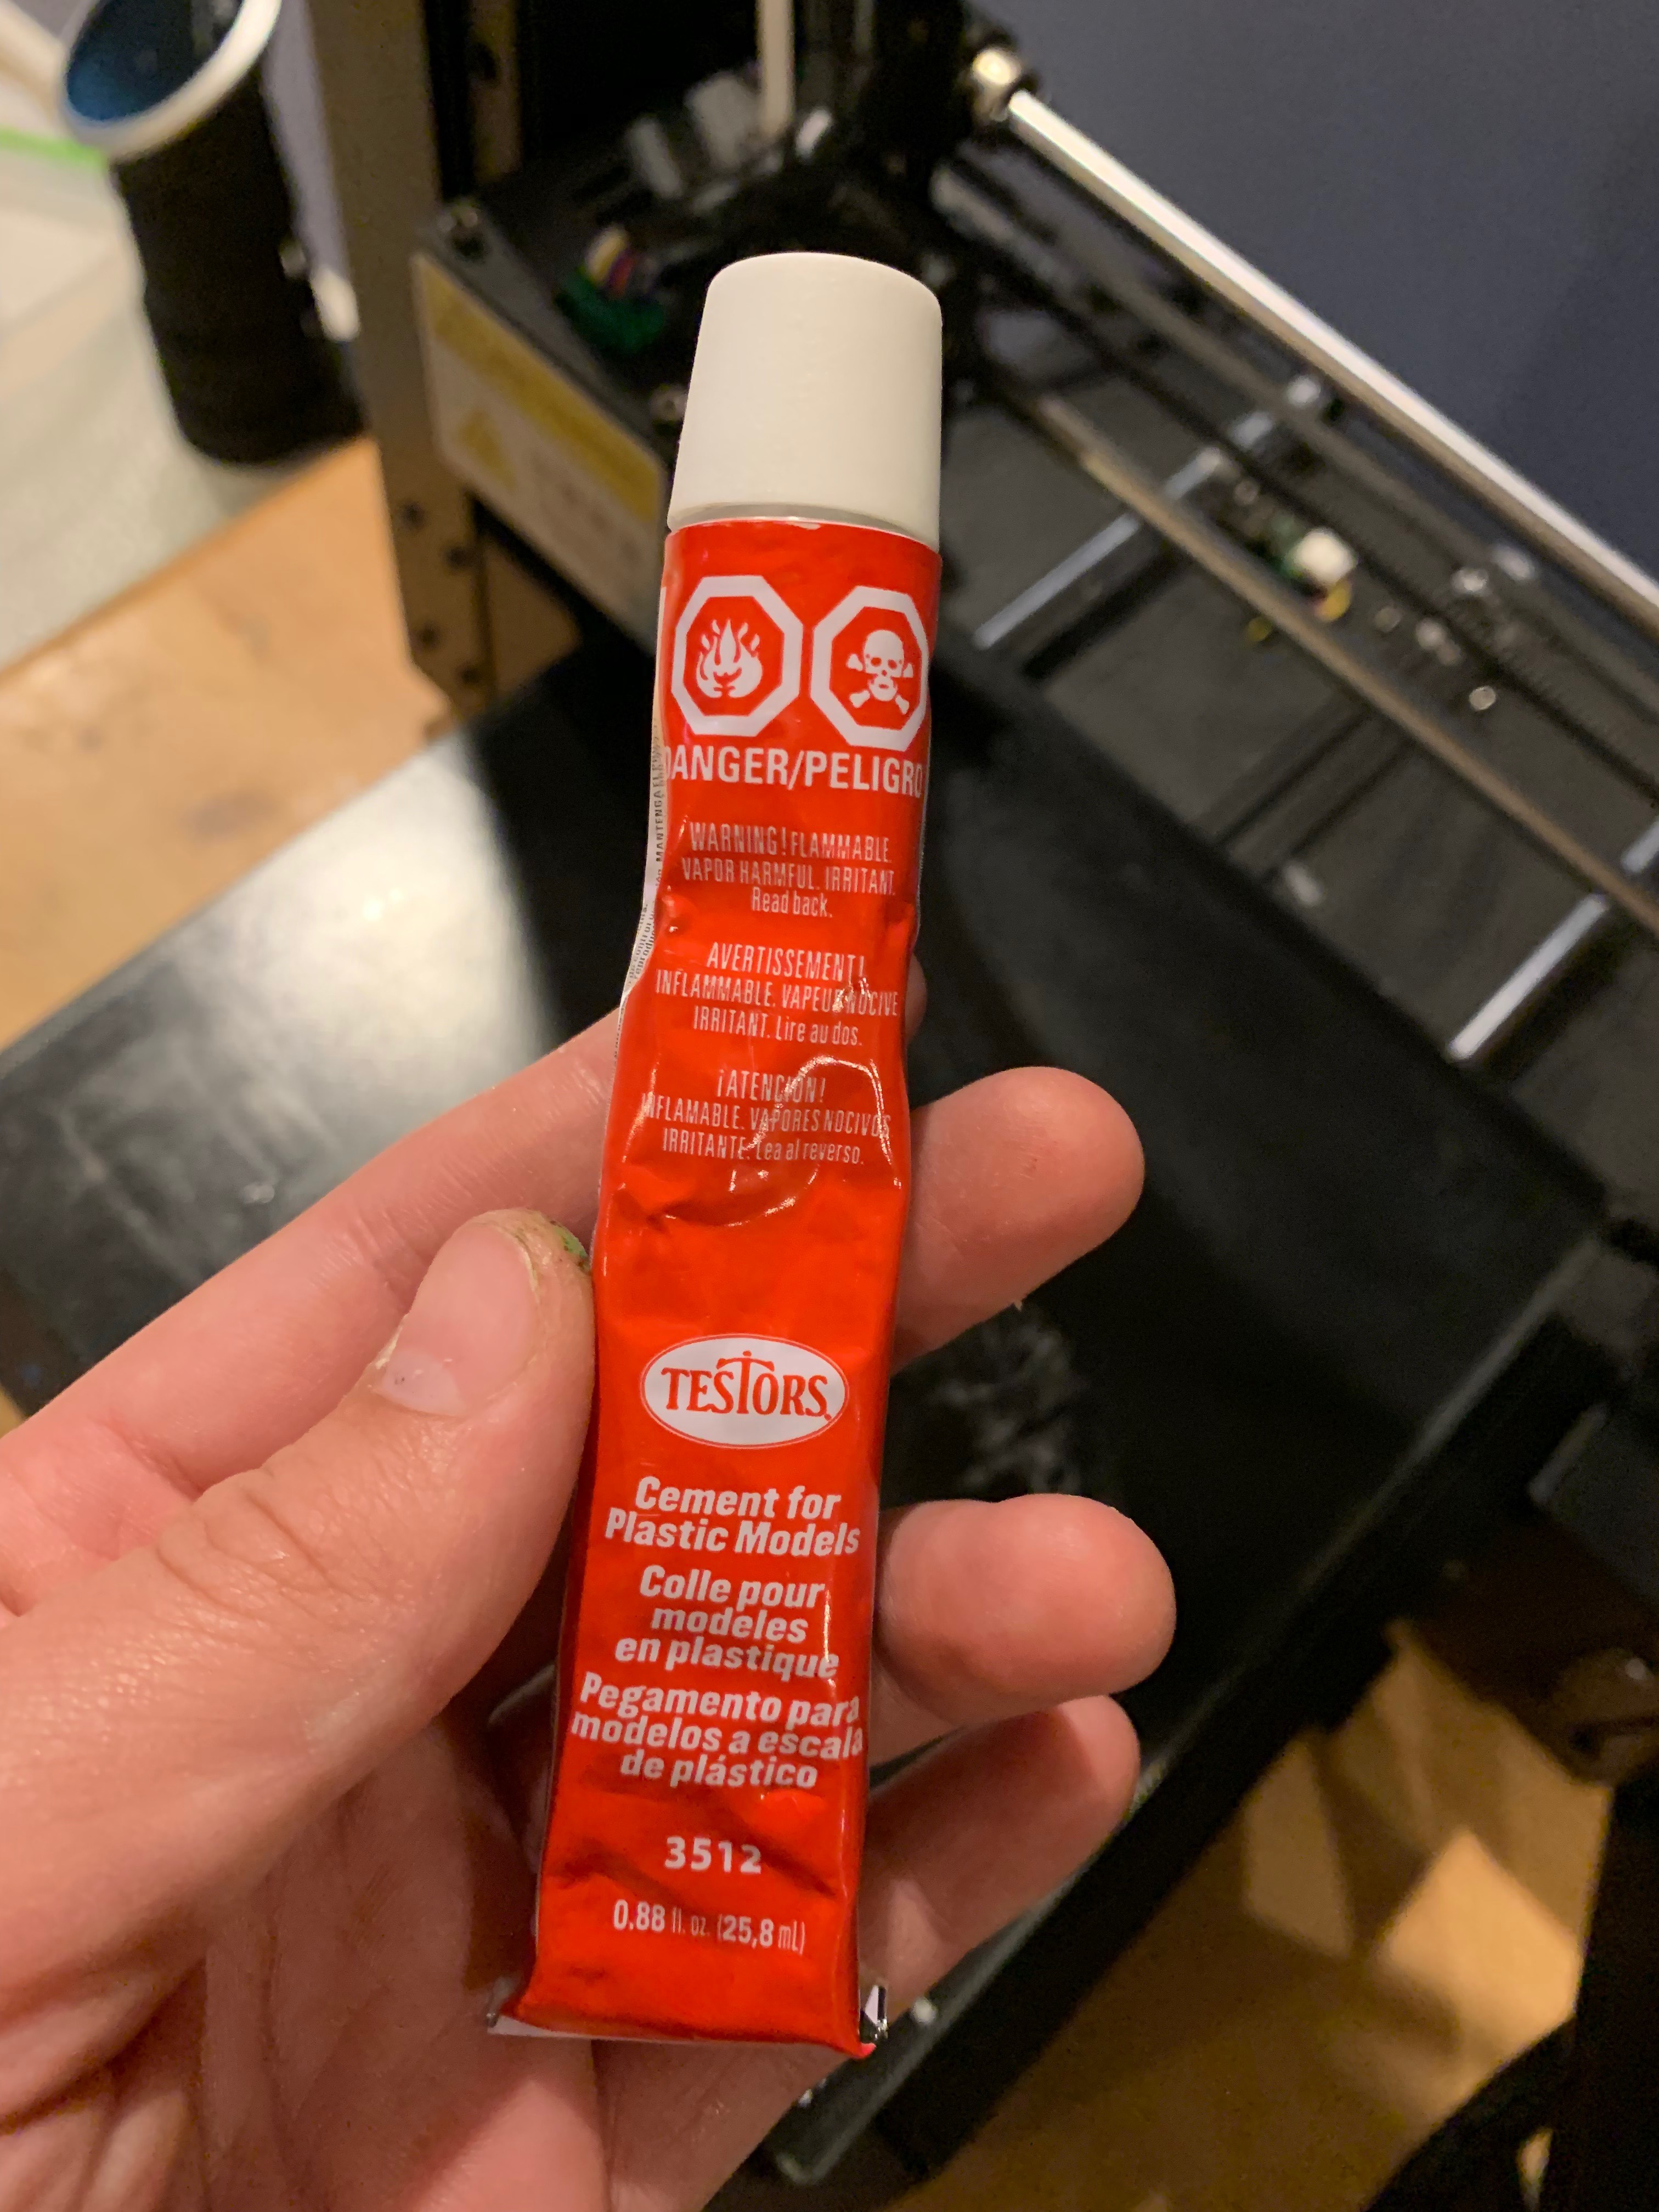 DANGER/PELIGRO
WARNING! FLAMMABLE.
VAPOR HARMFUL. IRRITANT.
Read back.
AVERTISSEMENT!
INFLAMMABLE. VAPEUR NOCIVE
IRRITANT. Lire au dos.
¡ATENCIÓN!
INFLAMABLE. VAPORES NOCIVOS
IRRITANTE. Lea al reverso.
TESTORS
Cement for
Plastic Models
Colle pour
modeles
en plastique
Pegamento para
modelos a escala
de plástico
3512
0.88 fl. oz. (25,8 ml)
MANTENGA